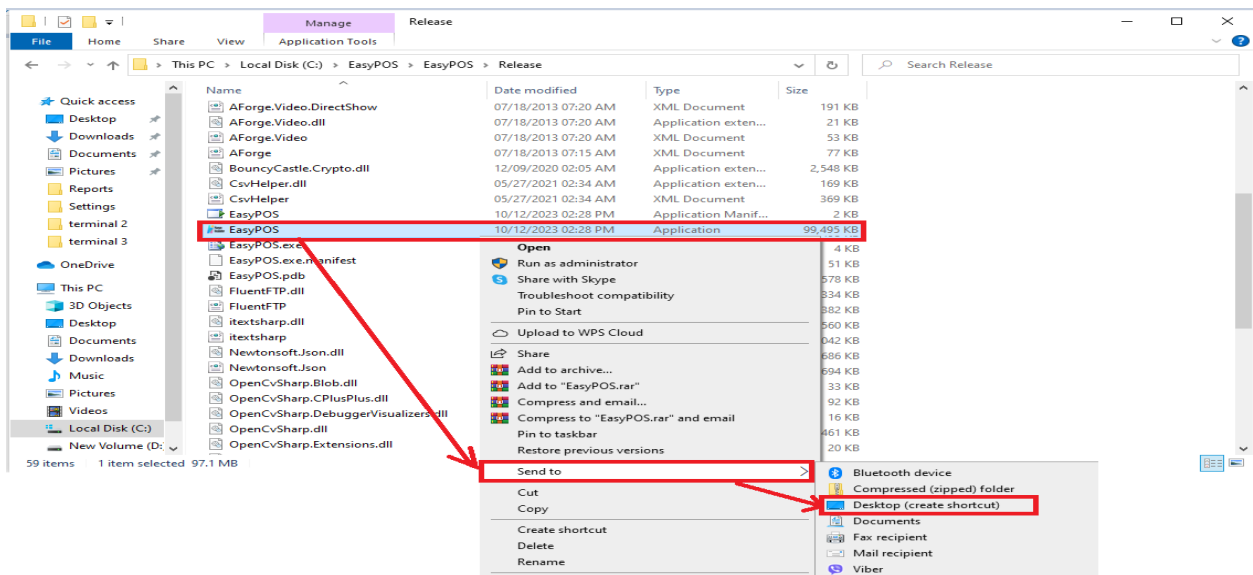 Manage Release
File Home Share View Application Tools
This PC > Local Disk (C:) > EasyPOS > EasyPOS > Release
Search Release
Quick access
Desktop
Downloads
Documents
Pictures
Reports
Settings
terminal 2
terminal 3
OneDrive
This PC
3D Objects
Desktop
Documents
Downloads
Music
Pictures
Videos
Local Disk (C:)
New Volume (D:
Name Date modified Type Size
AForge.Video.DirectShow 07/18/2013 07:20 AM XML Document 191 KB
AForge.Video.dll 07/18/2013 07:20 AM Application exten... 21 KB
AForge.Video 07/18/2013 07:20 AM XML Document 53 KB
AForge 07/18/2013 07:15 AM XML Document 77 KB
BouncyCastle.Crypto.dll 12/09/2020 02:05 AM Application exten... 2,548 KB
CsvHelper.dll 05/27/2021 02:34 AM Application exten... 169 KB
CsvHelper 05/27/2021 02:34 AM XML Document 369 KB
EasyPOS 10/12/2023 02:28 PM Application Manif... 2 KB
EasyPOS 10/12/2023 02:28 PM Application 99,495 KB
EasyPOS.exe 4 KB
EasyPOS.exe.manifest 51 KB
EasyPOS.pdb 578 KB
FluentFTP.dll 334 KB
FluentFTP 382 KB
itextsharp.dll 560 KB
itextsharp 042 KB
Newtonsoft.Json.dll 686 KB
Newtonsoft.Json 694 KB
OpenCvSharp.Blob.dll 33 KB
OpenCvSharp.CPlusPlus.dll 92 KB
OpenCvSharp.DebuggerVisualizers.dll 16 KB
OpenCvSharp.dll 461 KB
OpenCvSharp.Extensions.dll 20 KB
Open
Run as administrator
Share with Skype
Troubleshoot compatibility
Pin to Start
Upload to WPS Cloud
Share
Add to archive...
Add to "EasyPOS.rar"
Compress and email...
Compress to "EasyPOS.rar" and email
Pin to taskbar
Restore previous versions
Send to
Cut
Copy
Create shortcut
Delete
Rename
Bluetooth device
Compressed (zipped) folder
Desktop (create shortcut)
Documents
Fax recipient
Mail recipient
Viber
59 items 1 item selected 97.1 MB